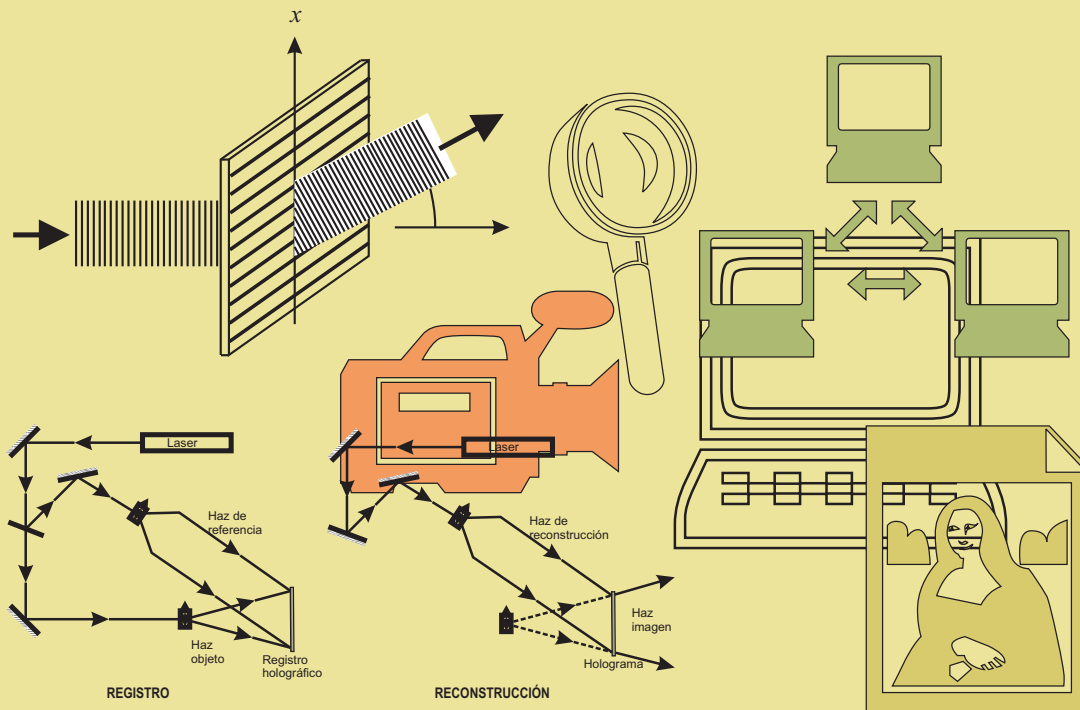 x
Laser
Laser
Haz de
referencia
Haz de
reconstrucción
Haz
objeto
Registro
holográfico
Haz
imagen
Holograma
REGISTRO
RECONSTRUCCIÓN